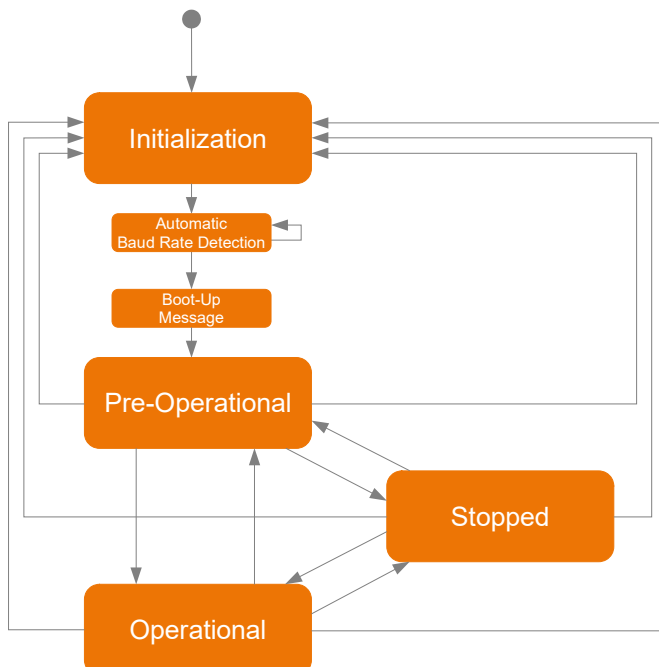 Initialization
Automatic
Baud Rate Detection
Boot-Up
Message
Pre-Operational
Stopped
Operational